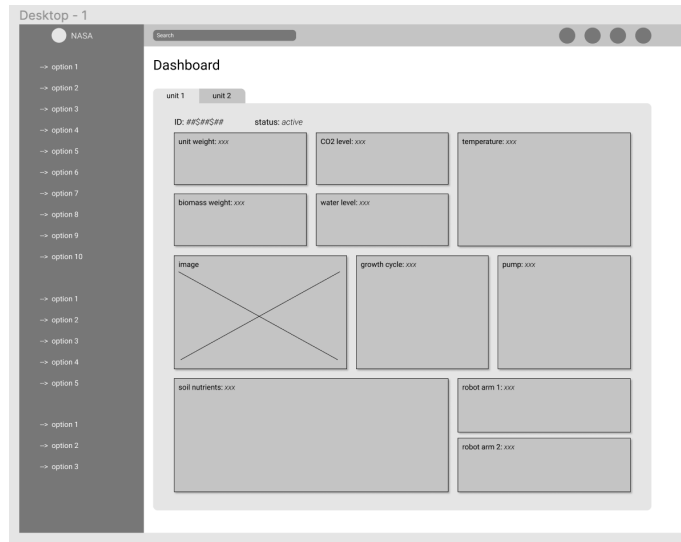 Desktop - 1
NASA
Search
--> option 1
--> option 2
--> option 3
--> option 4
--> option 5
--> option 6
--> option 7
--> option 8
--> option 9
--> option 10
--> option 1
--> option 2
--> option 3
--> option 4
--> option 5
--> option 1
--> option 2
--> option 3
Dashboard
unit 1
unit 2
ID: ##$##$##
status: active
unit weight: xxx
CO2 level: xxx
temperature: xxx
biomass weight: xxx
water level: xxx
image
growth cycle: xxx
pump: xxx
soil nutrients: xxx
robot arm 1: xxx
robot arm 2: xxx